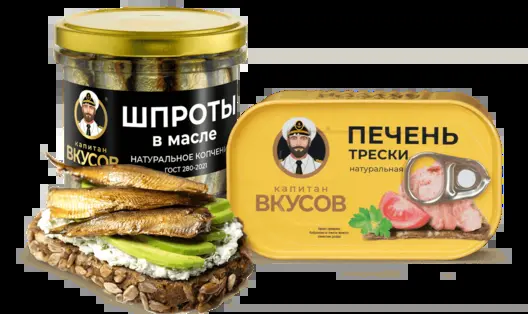 ШПРОТЫ
в масле
НАТУРАЛЬНОЕ КОПЧЕНИ
ГОСТ 280-2021
капитан
ВКУСОВ
ПЕЧЕНЬ
ТРЕСКИ
натуральная
капитан
ВКУСОВ